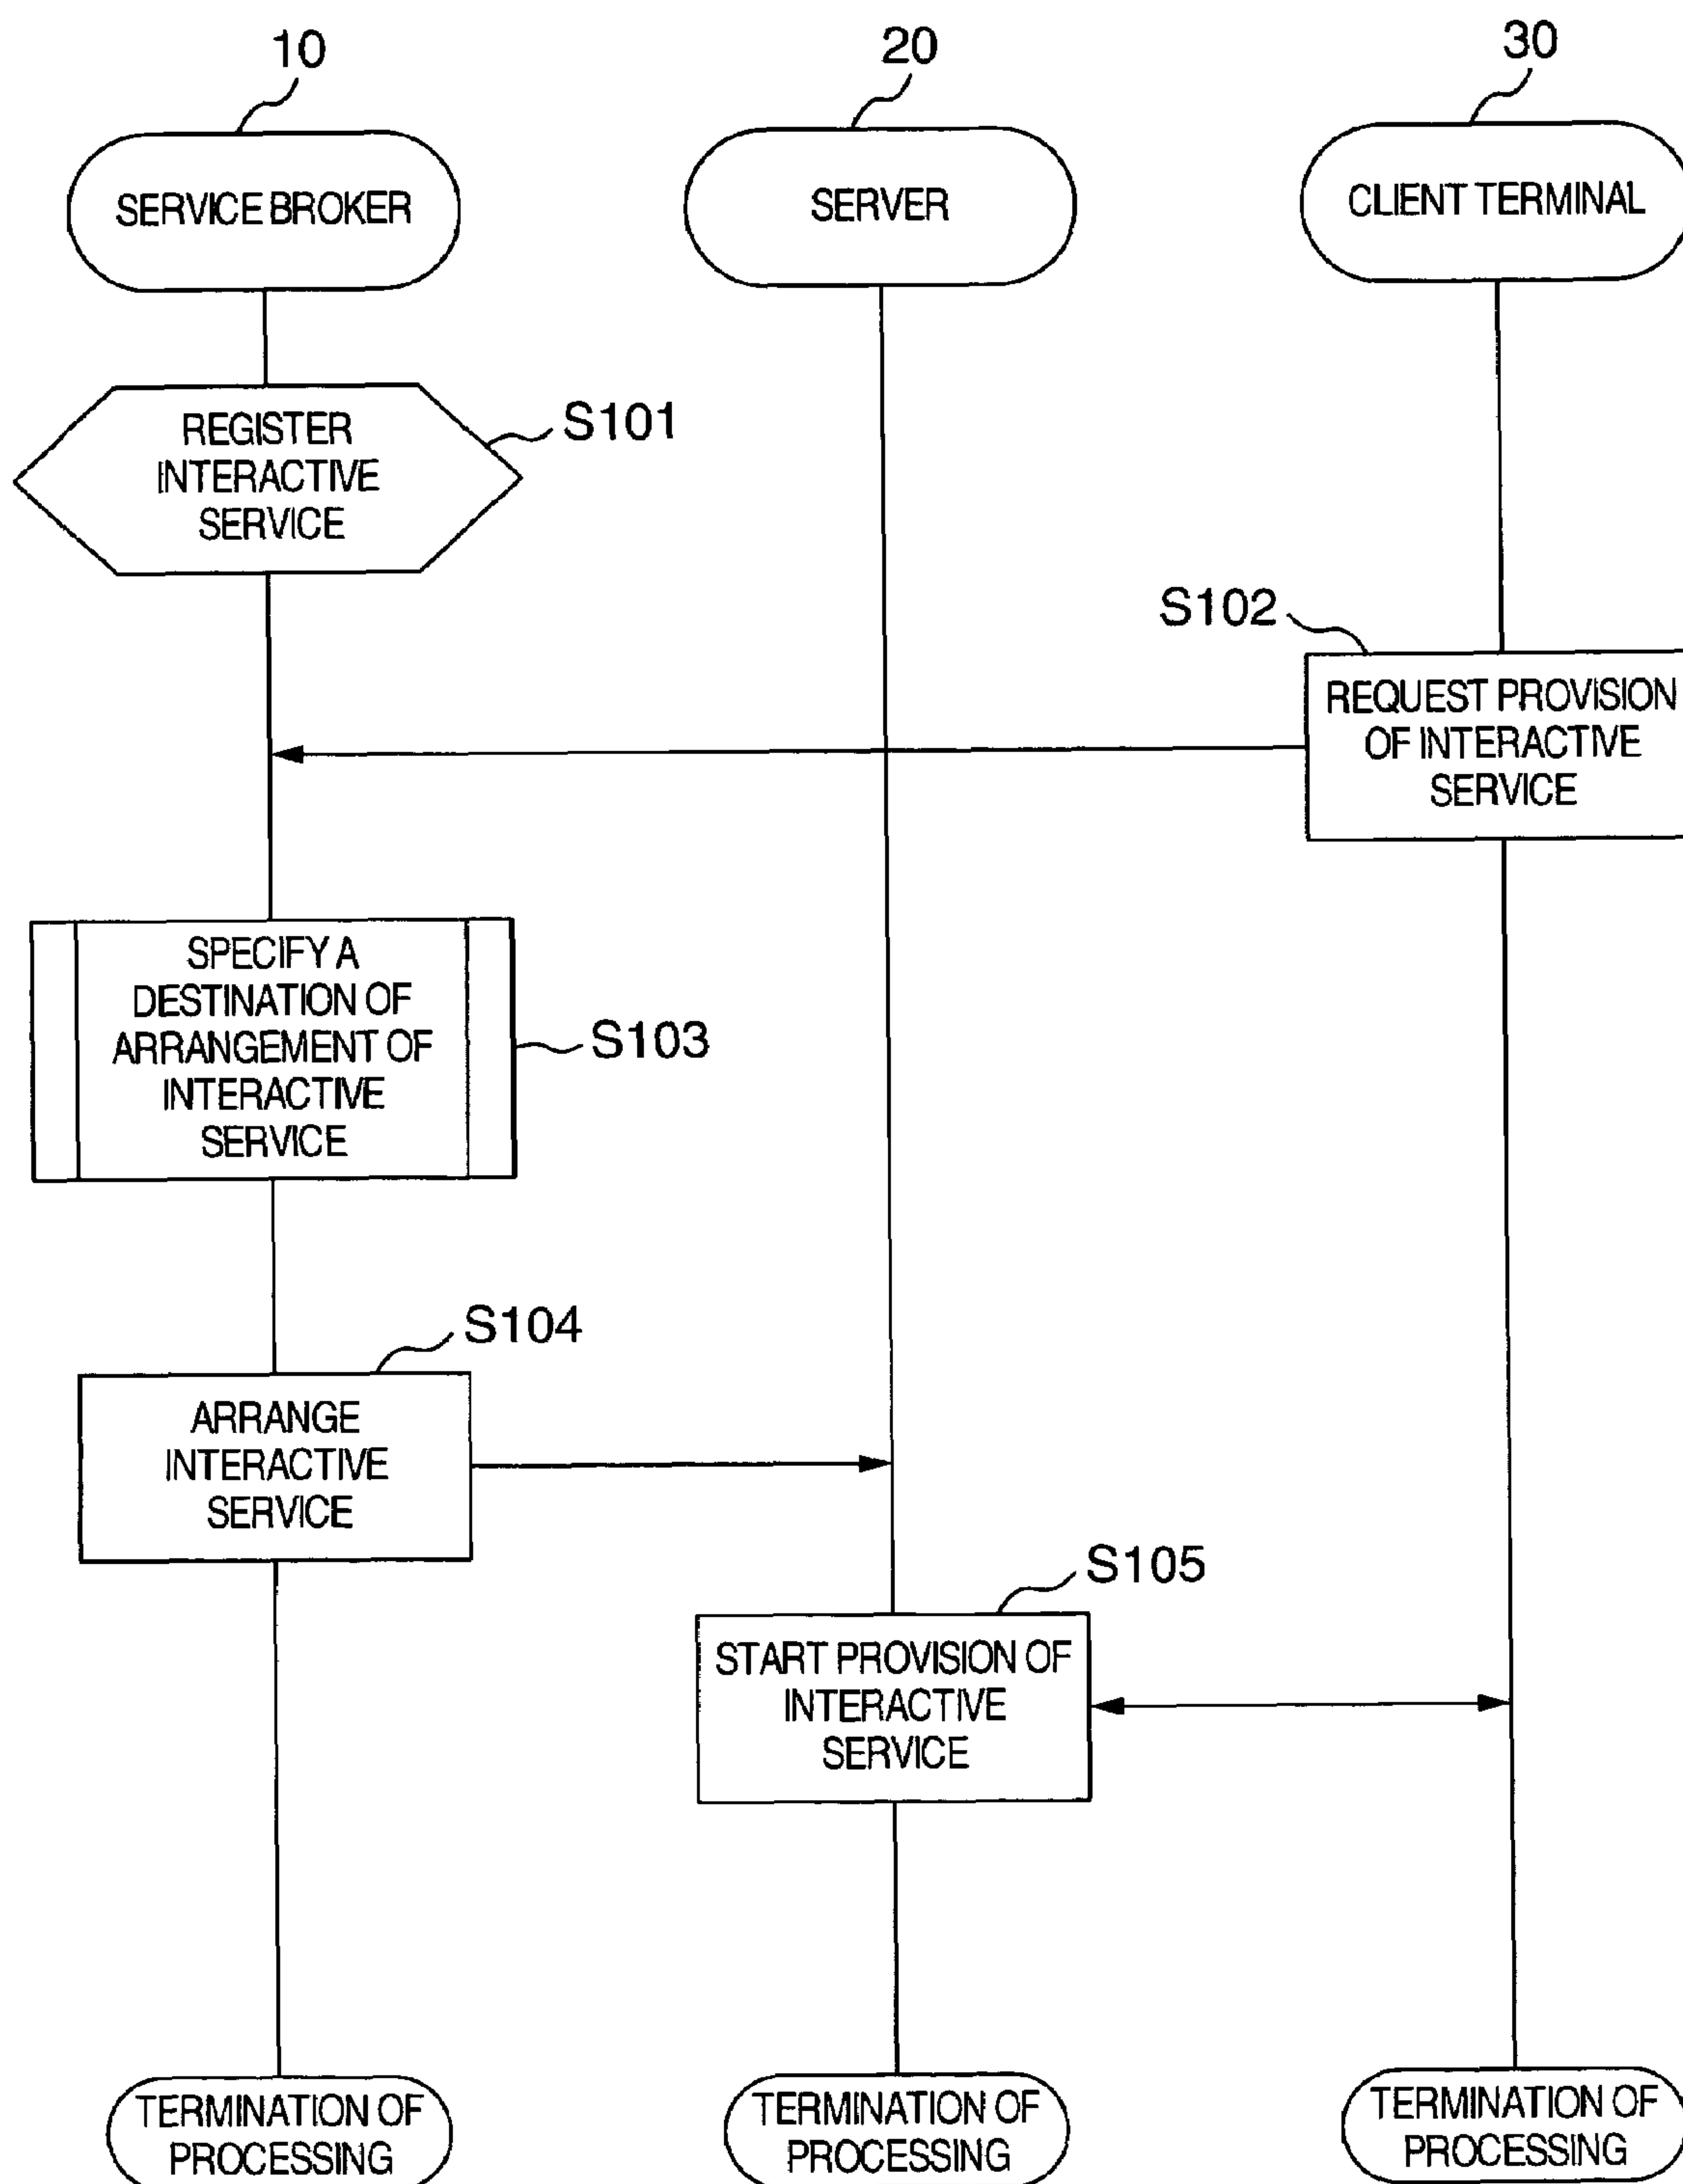 10
20
30
SERVICE BROKER
SERVER
CLIENT TERMINAL
REGISTER
INTERACTIVE
SERVICE
S101
S102
REQUEST PROVISION
OF INTERACTIVE
SERVICE
SPECIFY A
DESTINATION OF
ARRANGEMENT OF
INTERACTIVE
SERVICE
S103
S104
ARRANGE
INTERACTIVE
SERVICE
S105
START PROVISION OF
INTERACTIVE
SERVICE
TERMINATION OF
PROCESSING
TERMINATION OF
PROCESSING
TERMINATION OF
PROCESSING